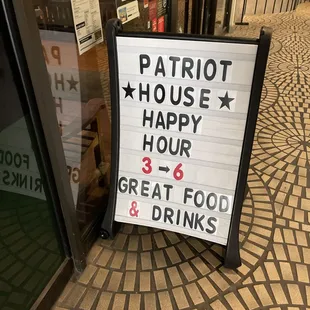 PATRIOT
★HOUSE★
HAPPY
HOUR
3→6
GREAT FOOD
& DRINKS